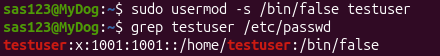 sas123@MyDog:~$ sudo usermod -s /bin/false testuser
sas123@MyDog:~$ grep testuser /etc/passwd
testuser:x:1001:1001::/home/testuser:/bin/false